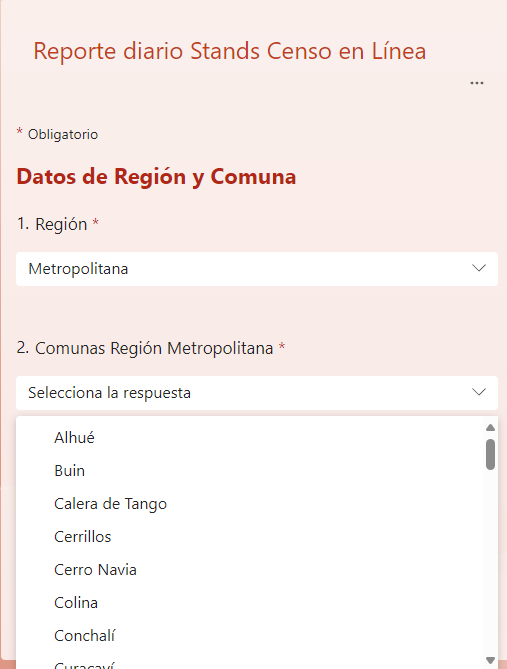 Reporte diario Stands Censo en Línea
...
* Obligatorio
Datos de Región y Comuna
1. Región *
Metropolitana
2. Comunas Región Metropolitana *
Selecciona la respuesta
Alhué
Buin
Calera de Tango
Cerrillos
Cerro Navia
Colina
Conchalí
Curacaví